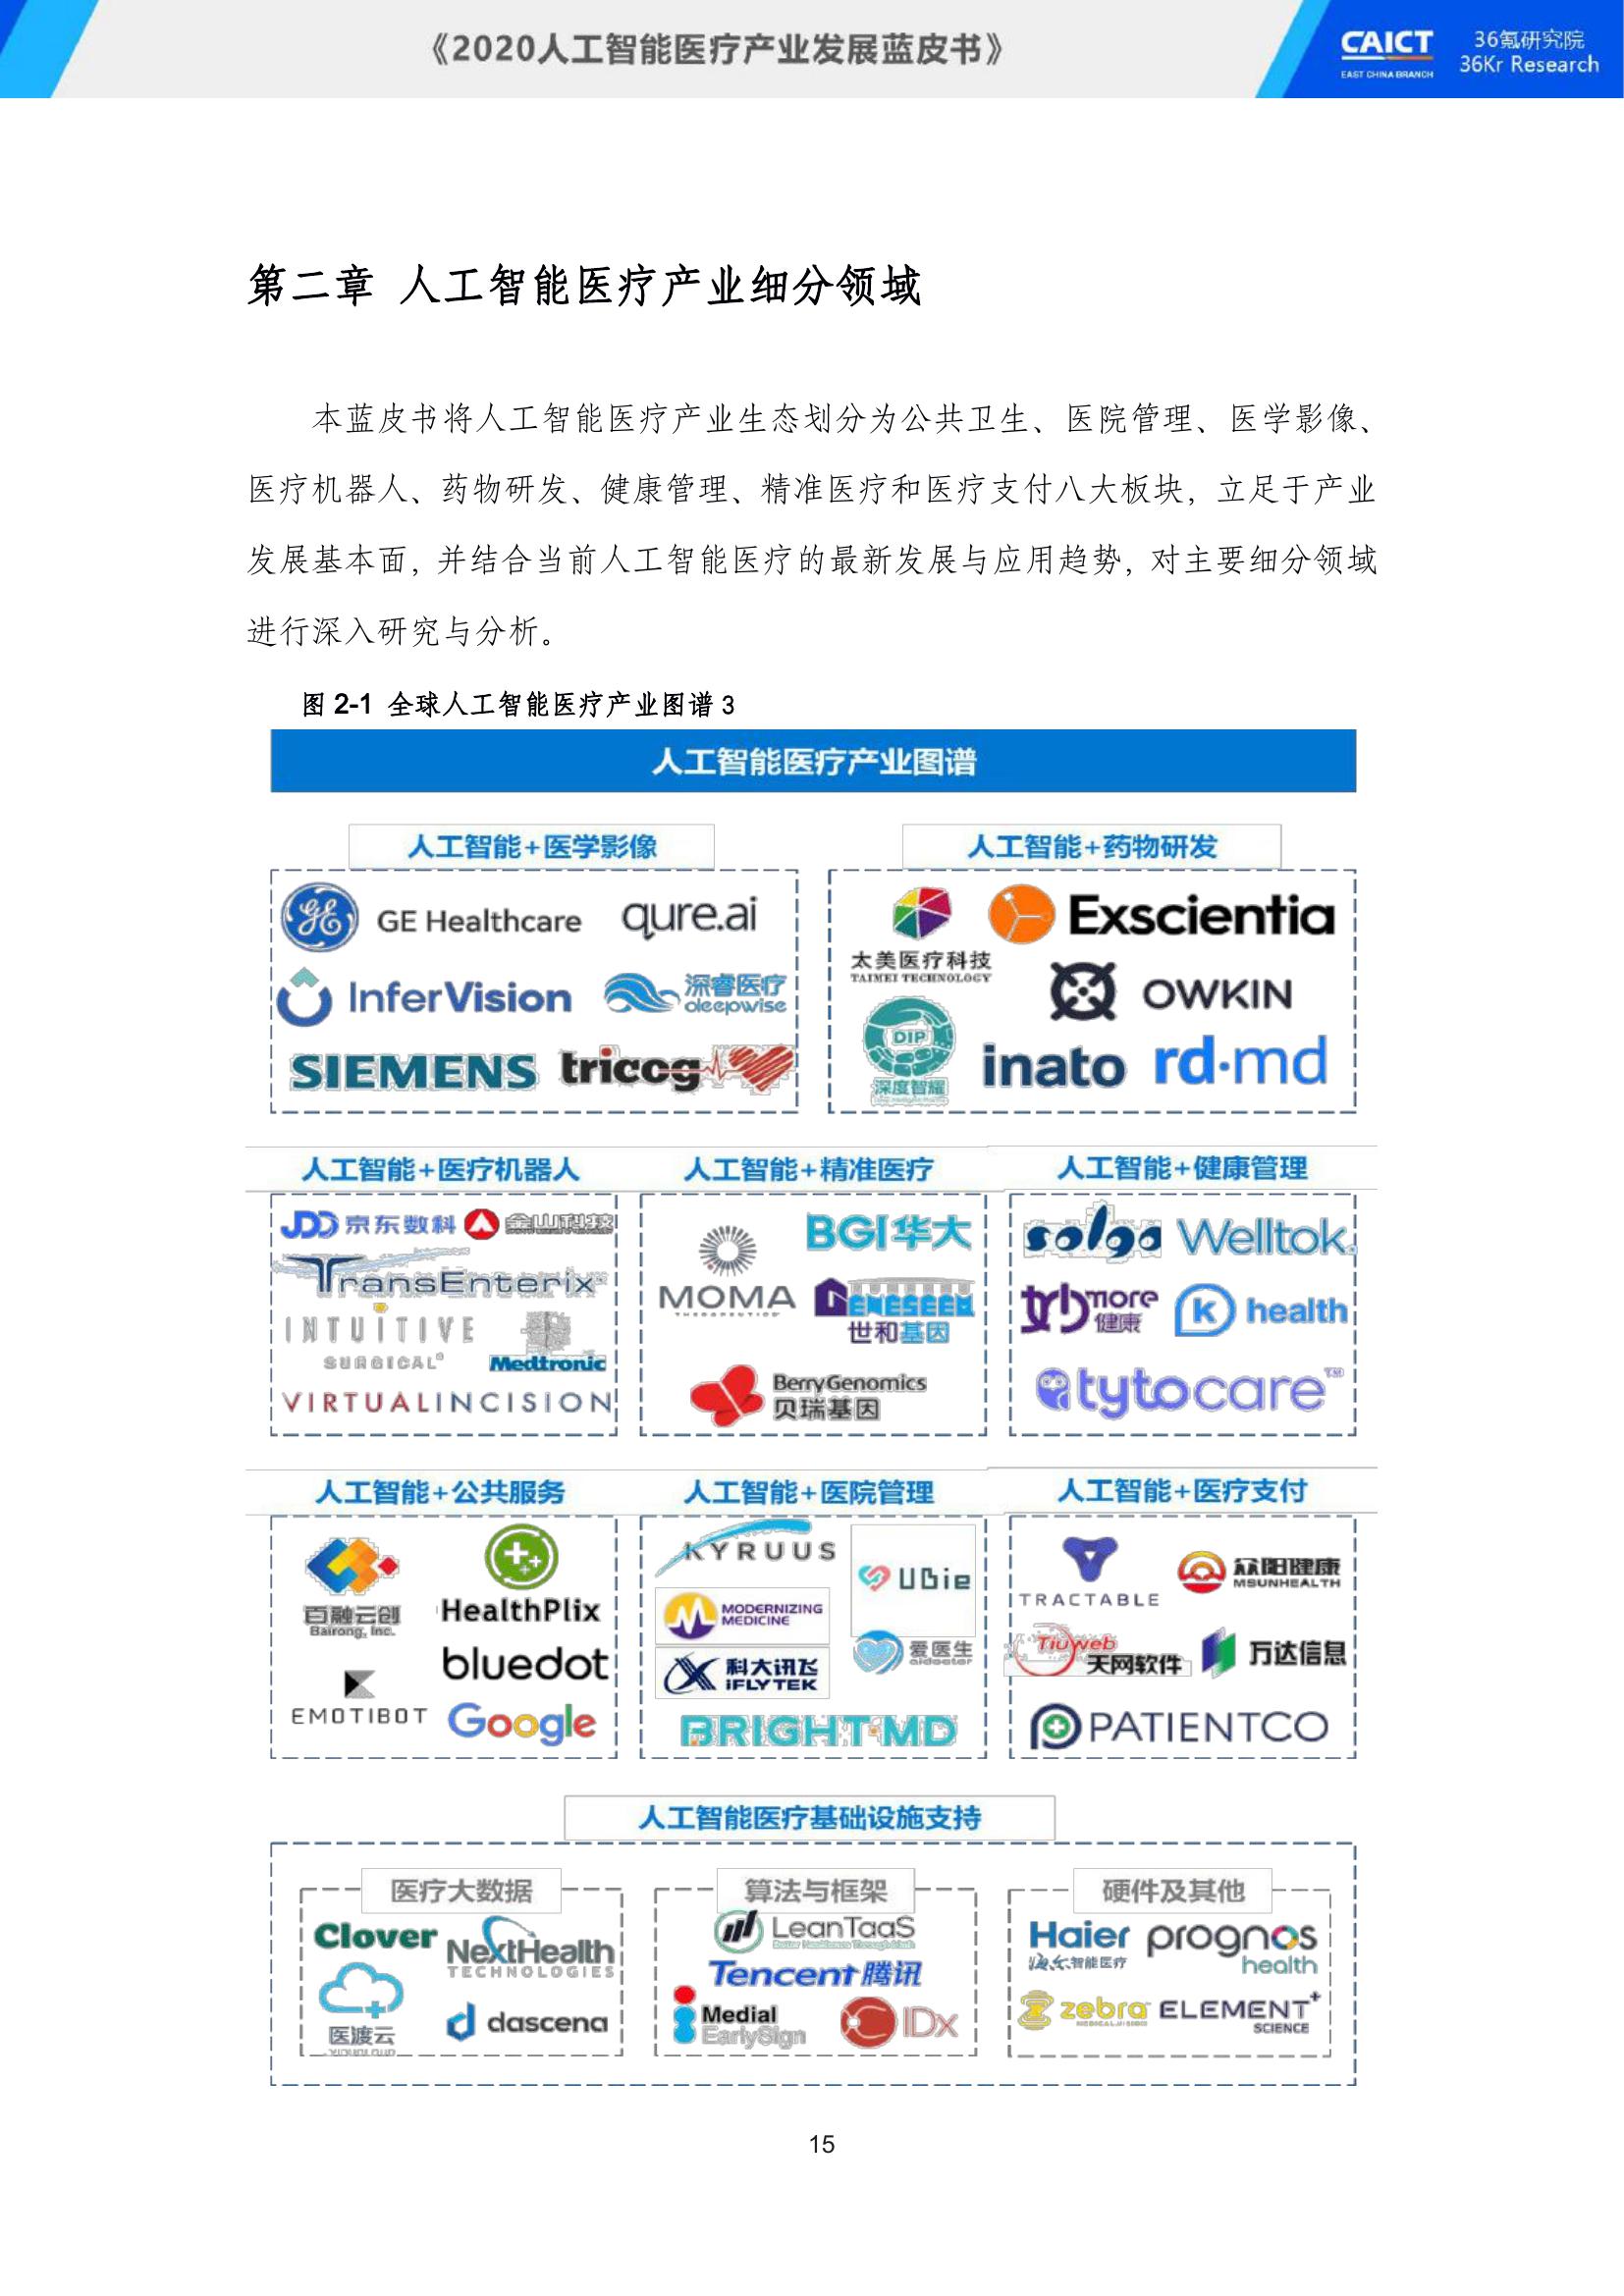 《2020人工智能医疗产业发展蓝皮书》
CAICT
EAST CHINA BRANCH
36氪研究院
36Kr Research
第二章 人工智能医疗产业细分领域
本蓝皮书将人工智能医疗产业生态划分为公共卫生、医院管理、医学影像、
医疗机器人、药物研发、健康管理、精准医疗和医疗支付八大板块，立足于产业
发展基本面，并结合当前人工智能医疗的最新发展与应用趋势，对主要细分领域
进行深入研究与分析。
图 2-1 全球人工智能医疗产业图谱 3
人工智能医疗产业图谱
人工智能+医学影像
GE
GE Healthcare
qure.ai
InferVision
深睿医疗
deepwise
SIEMENS
tricog
人工智能+药物研发
太美医疗科技
TAIMEI TECHNOLOGY
Exscientia
OWKIN
DIP
深度智耀
inato
rd·md
人工智能+医疗机器人
JDD 京东数科
金山科技
TransEnterix
INTUITIVE
SURGICAL®
Medtronic
VIRTUALINCISION
人工智能+精准医疗
MOMA
THERAPEUTICS
BGI华大
GENESEEQ
世和基因
BerryGenomics
贝瑞基因
人工智能+健康管理
solga
Welltok.
妙more
健康
K health
tytocare™
人工智能+公共服务
百融云创
Bairong, Inc.
HealthPlix
bluedot
EMOTIBOT
Google
人工智能+医院管理
KYRUUS
UBie
MODERNIZING
MEDICINE
科大讯飞
iFLYTEK
爱医生
aidoctor
BRIGHT·MD
人工智能+医疗支付
TRACTABLE
众阳健康
MSUNHEALTH
Tiuweb
天网软件
万达信息
PATIENTCO
人工智能医疗基础设施支持
医疗大数据
Clover
NextHealth
TECHNOLOGIES
医渡云
dascena
算法与框架
LeanTaaS
Tencent 腾讯
Medial
EarlySign
IDx
硬件及其他
Haier
海尔智能医疗
prognos
health
zebra
MEDICAL VISION
ELEMENT+
SCIENCE
15